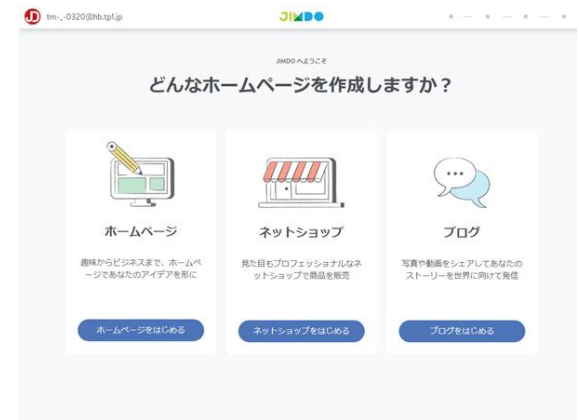 JD tm-_-0320@hb.tp1.jp
JIMDO
JIMDO へようこそ
どんなホームページを作成しますか？
ホームページ
趣味からビジネスまで、ホームペ
ージであなたのアイデアを形に
ホームページをはじめる
ネットショップ
見た目もプロフェッショナルなネ
ットショップで商品を販売
ネットショップをはじめる
ブログ
写真や動画をシェアしてあなたの
ストーリーを世界に向けて発信
ブログをはじめる